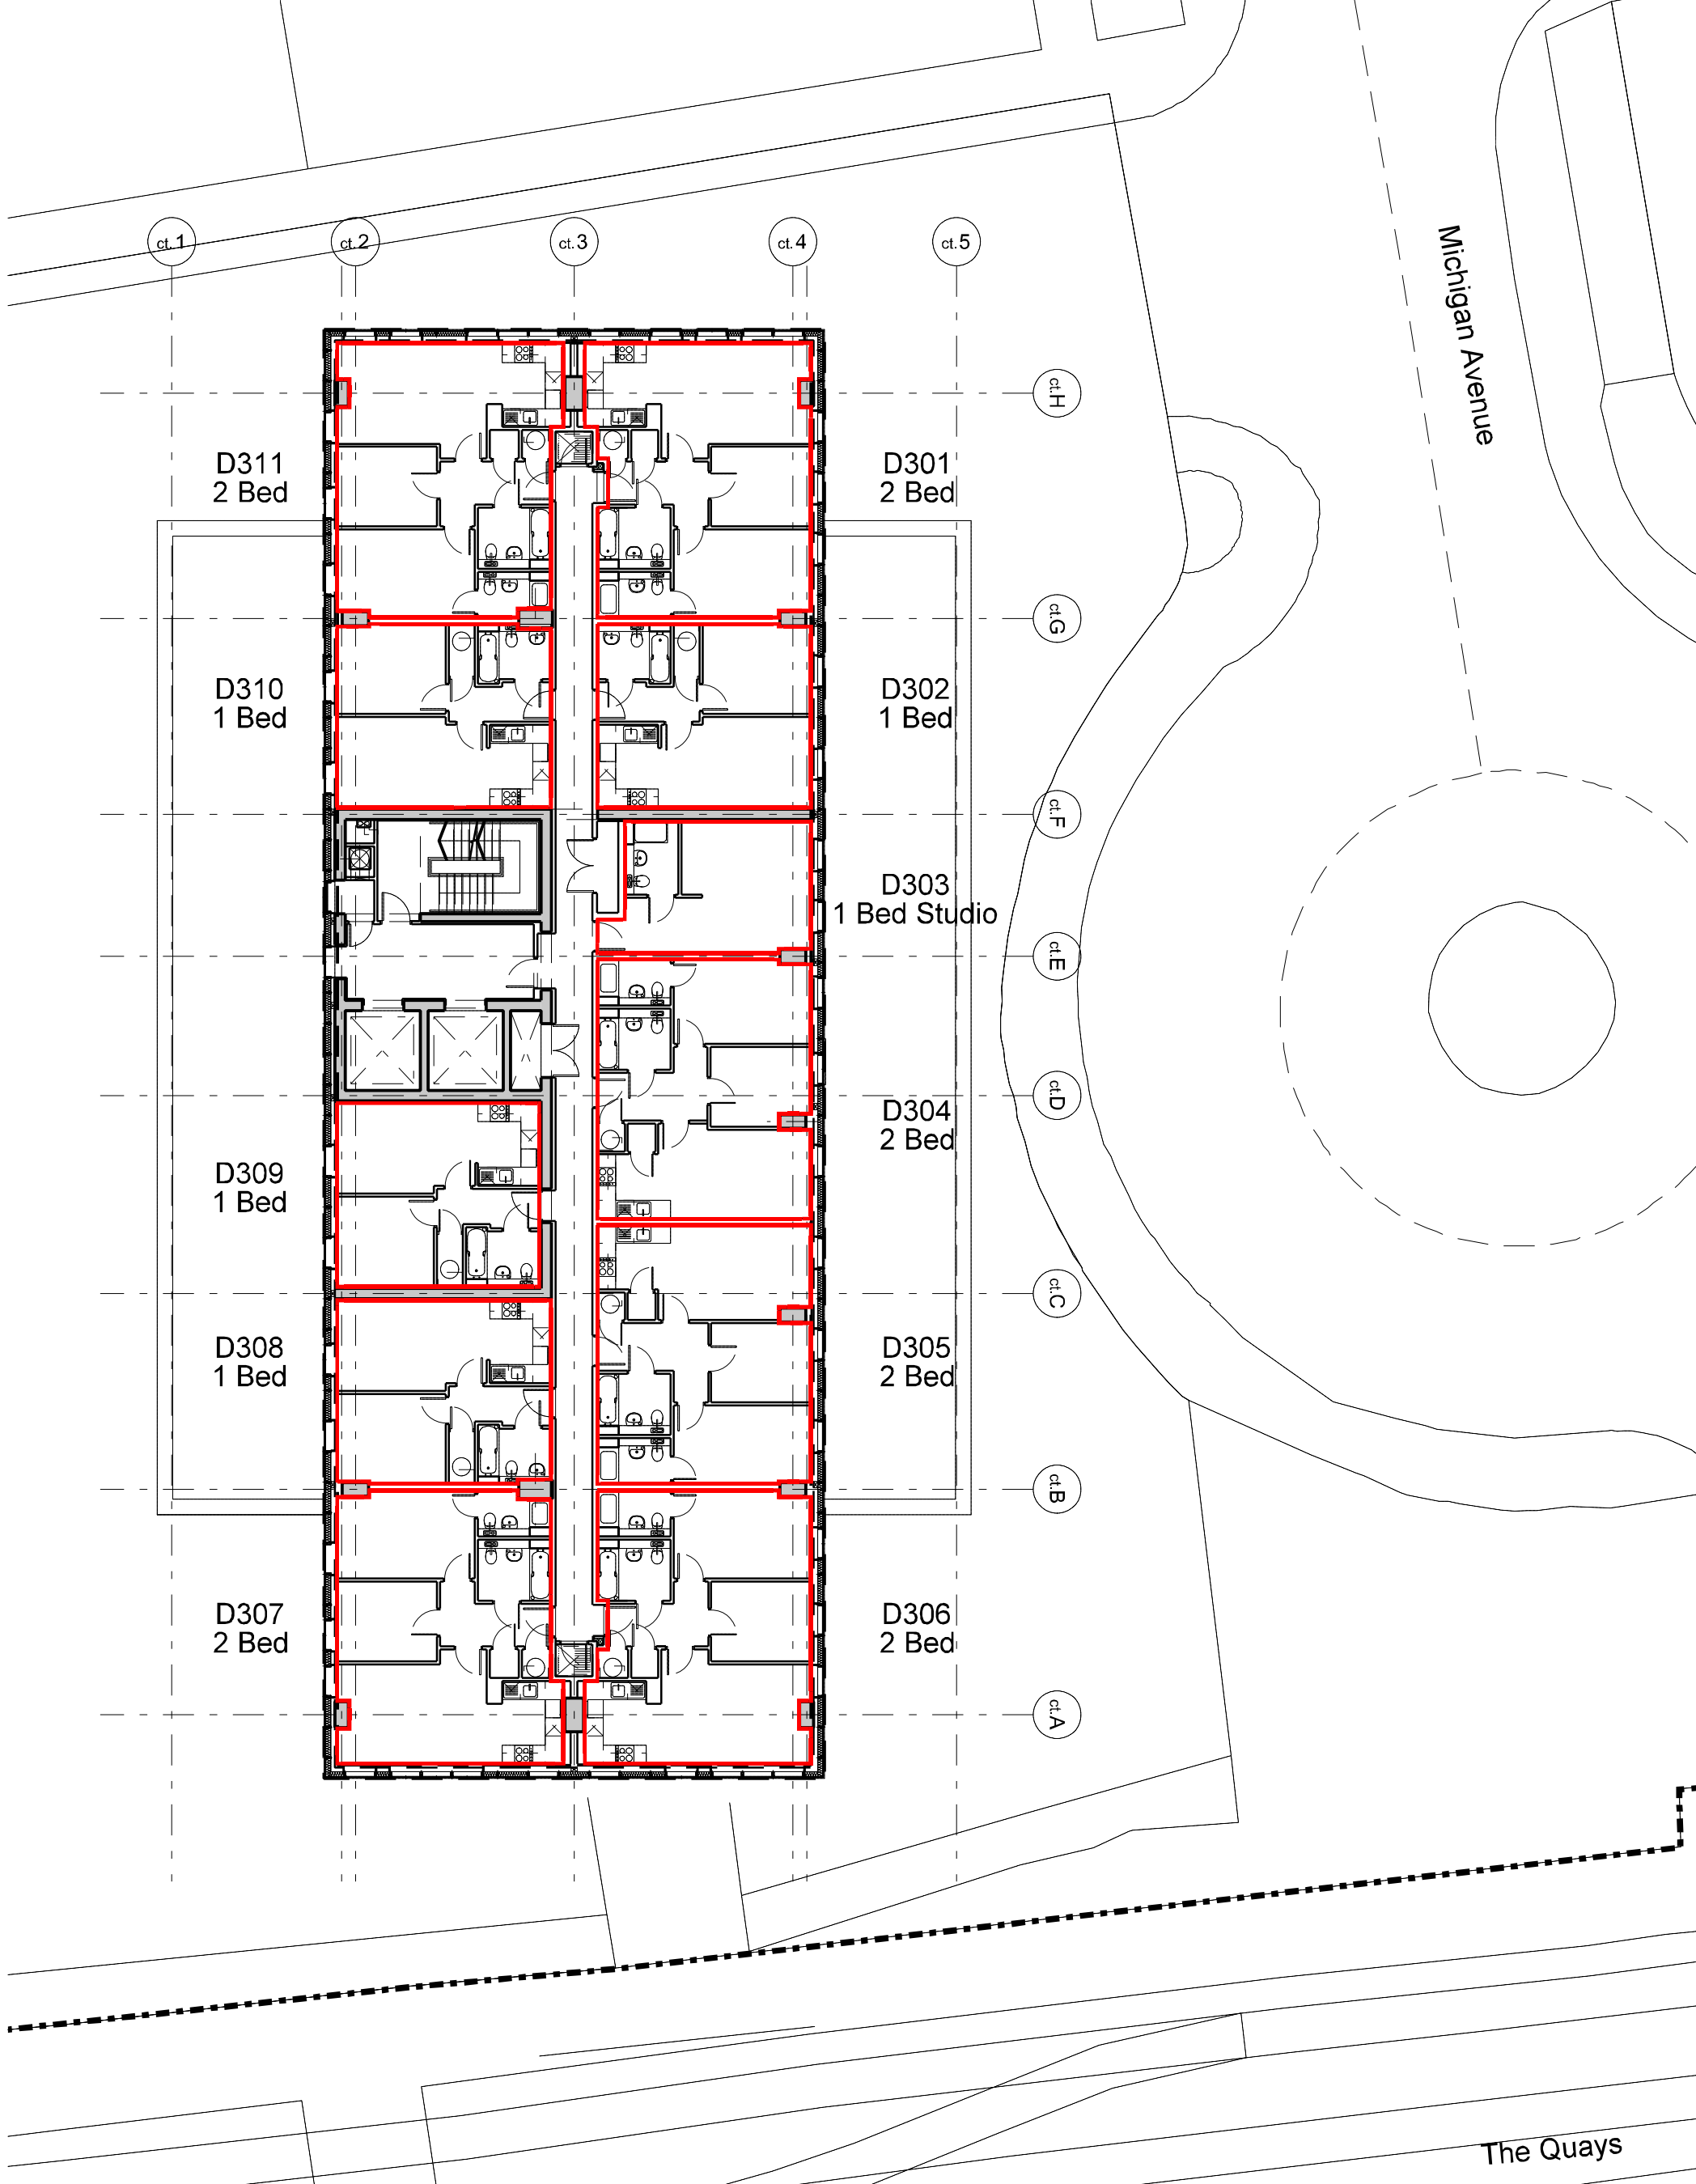 Michigan Avenue
ct.1
ct.2
ct.3
ct.4
ct.5
ct.H
D311
2 Bed
D301
2 Bed
ct.G
D310
1 Bed
D302
1 Bed
ct.F
D303
1 Bed Studio
ct.E
ct.D
D304
2 Bed
D309
1 Bed
ct.C
D308
1 Bed
D305
2 Bed
ct.B
D307
2 Bed
D306
2 Bed
ct.A
The Quays